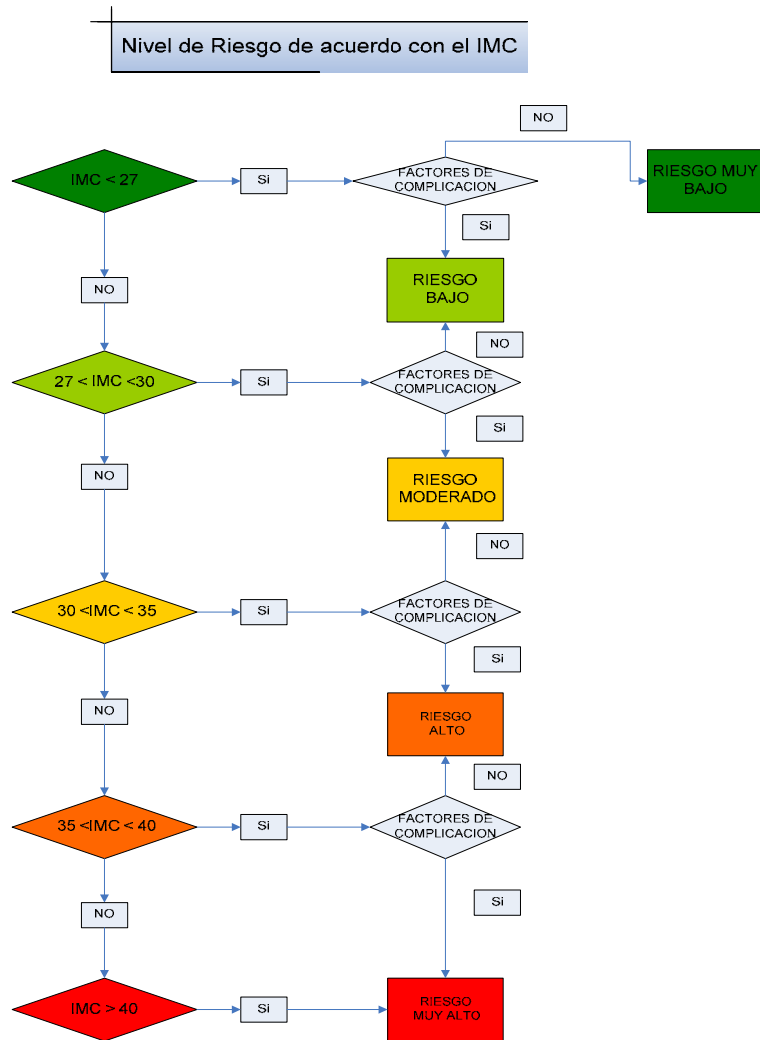 Nivel de Riesgo de acuerdo con el IMC
NO
IMC < 27
Si
FACTORES DE
COMPLICACION
RIESGO MUY
BAJO
Si
NO
RIESGO
BAJO
NO
27 < IMC <30
Si
FACTORES DE
COMPLICACION
Si
NO
RIESGO
MODERADO
NO
30 <IMC < 35
Si
FACTORES DE
COMPLICACION
Si
NO
RIESGO
ALTO
NO
35 <IMC < 40
Si
FACTORES DE
COMPLICACION
Si
NO
IMC > 40
Si
RIESGO
MUY ALTO